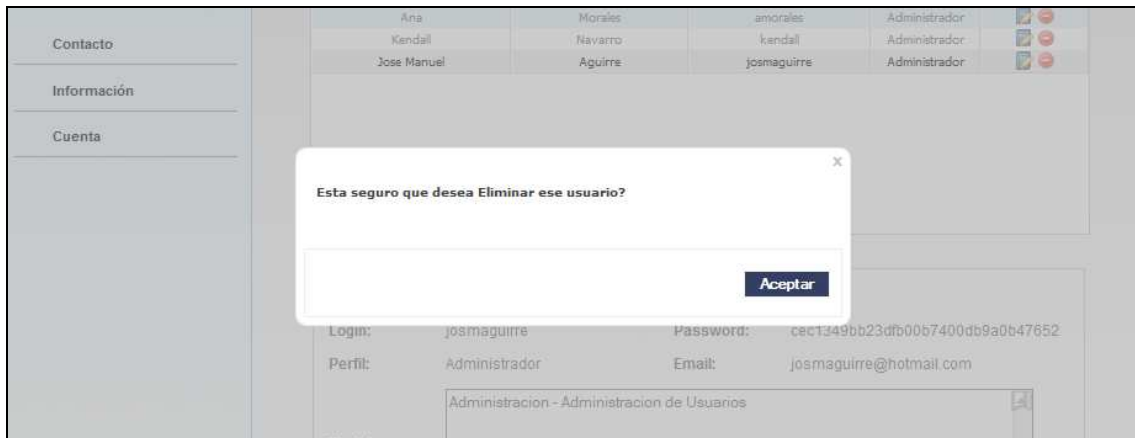 Ana Morales amorales Administrador
Contacto
Kendall Navarro kendall Administrador
Jose Manuel Aguirre josmaguirre Administrador
Información
Cuenta
x
Esta seguro que desea Eliminar ese usuario?
Aceptar
Login: josmaguirre Password: cec1349bb23dfb00b7400db9a0b47652
Perfil: Administrador Email: josmaguirre@hotmail.com
Administracion - Administracion de Usuarios